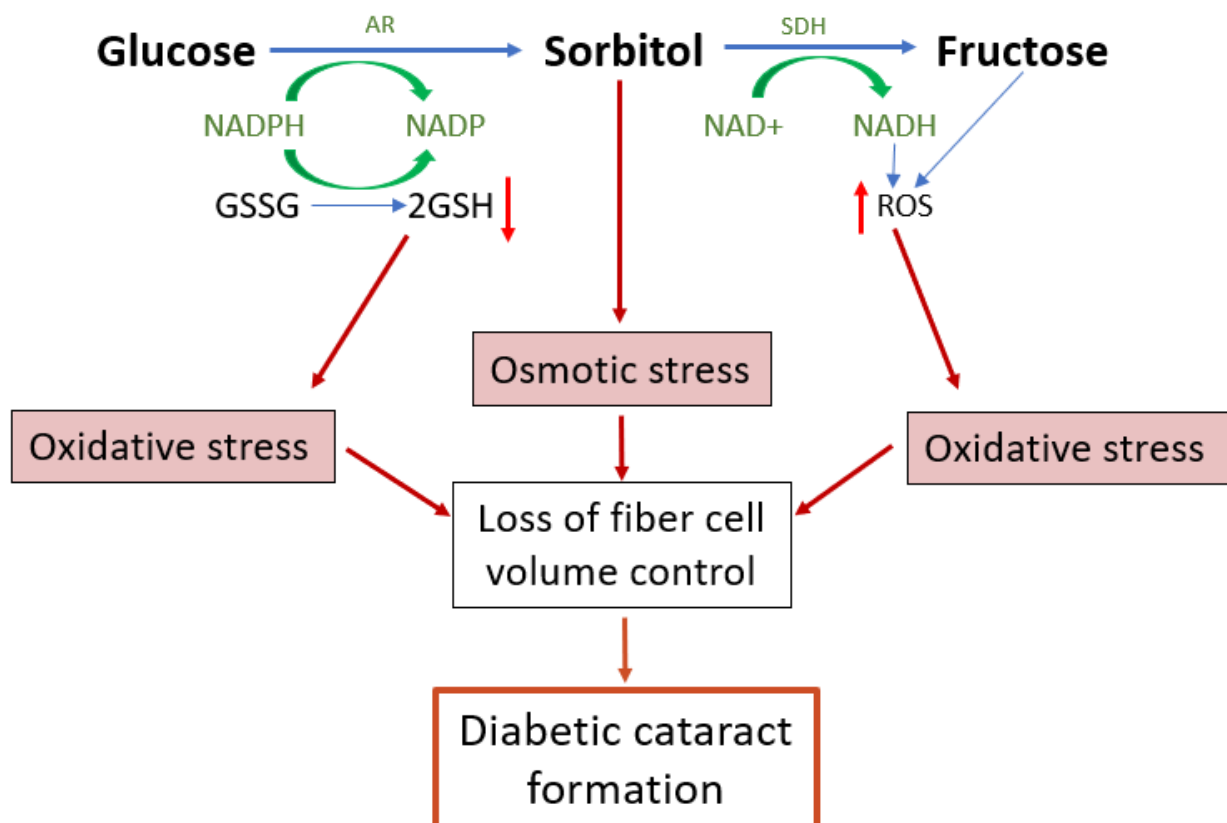 AR
SDH
Glucose
Sorbitol
Fructose
NADPH
NADP
NAD+
NADH
GSSG
2GSH
ROS
Osmotic stress
Oxidative stress
Oxidative stress
Loss of fiber cell
volume control
Diabetic cataract
formation